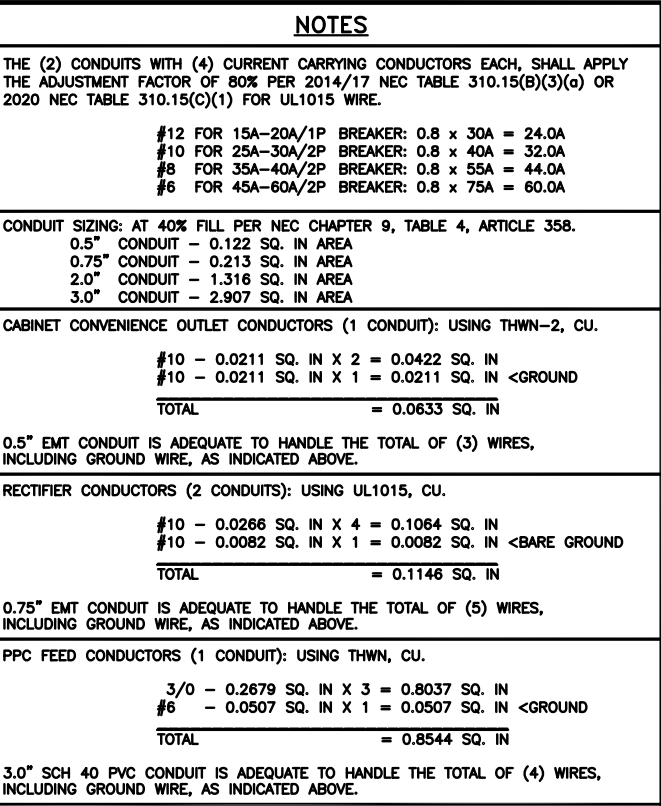 NOTES
THE (2) CONDUITS WITH (4) CURRENT CARRYING CONDUCTORS EACH, SHALL APPLY
THE ADJUSTMENT FACTOR OF 80% PER 2014/17 NEC TABLE 310.15(B)(3)(a) OR
2020 NEC TABLE 310.15(C)(1) FOR UL1015 WIRE.
#12 FOR 15A-20A/1P BREAKER: 0.8 x 30A = 24.0A
#10 FOR 25A-30A/2P BREAKER: 0.8 x 40A = 32.0A
#8 FOR 35A-40A/2P BREAKER: 0.8 x 55A = 44.0A
#6 FOR 45A-60A/2P BREAKER: 0.8 x 75A = 60.0A
CONDUIT SIZING: AT 40% FILL PER NEC CHAPTER 9, TABLE 4, ARTICLE 358.
0.5" CONDUIT - 0.122 SQ. IN AREA
0.75" CONDUIT - 0.213 SQ. IN AREA
2.0" CONDUIT - 1.316 SQ. IN AREA
3.0" CONDUIT - 2.907 SQ. IN AREA
CABINET CONVENIENCE OUTLET CONDUCTORS (1 CONDUIT): USING THWN-2, CU.
#10 - 0.0211 SQ. IN X 2 = 0.0422 SQ. IN
#10 - 0.0211 SQ. IN X 1 = 0.0211 SQ. IN <GROUND
TOTAL = 0.0633 SQ. IN
0.5" EMT CONDUIT IS ADEQUATE TO HANDLE THE TOTAL OF (3) WIRES,
INCLUDING GROUND WIRE, AS INDICATED ABOVE.
RECTIFIER CONDUCTORS (2 CONDUITS): USING UL1015, CU.
#10 - 0.0266 SQ. IN X 4 = 0.1064 SQ. IN
#10 - 0.0082 SQ. IN X 1 = 0.0082 SQ. IN <BARE GROUND
TOTAL = 0.1146 SQ. IN
0.75" EMT CONDUIT IS ADEQUATE TO HANDLE THE TOTAL OF (5) WIRES,
INCLUDING GROUND WIRE, AS INDICATED ABOVE.
PPC FEED CONDUCTORS (1 CONDUIT): USING THWN, CU.
3/0 - 0.2679 SQ. IN X 3 = 0.8037 SQ. IN
#6 - 0.0507 SQ. IN X 1 = 0.0507 SQ. IN <GROUND
TOTAL = 0.8544 SQ. IN
3.0" SCH 40 PVC CONDUIT IS ADEQUATE TO HANDLE THE TOTAL OF (4) WIRES,
INCLUDING GROUND WIRE, AS INDICATED ABOVE.